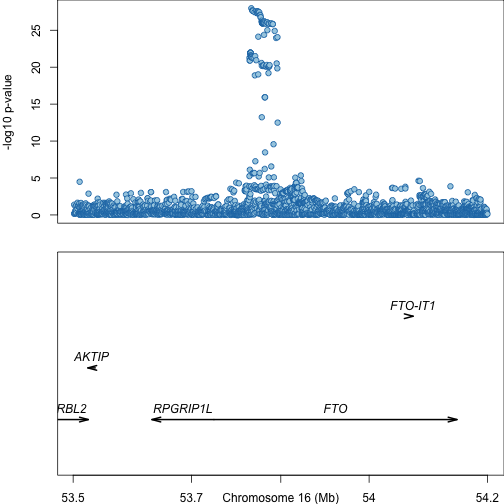 25
20
15
10
5
0
-log10 p-value
FTO-IT1
AKTIP
RBL2
RPGRIP1L
FTO
53.5
53.7
Chromosome 16 (Mb)
54
54.2